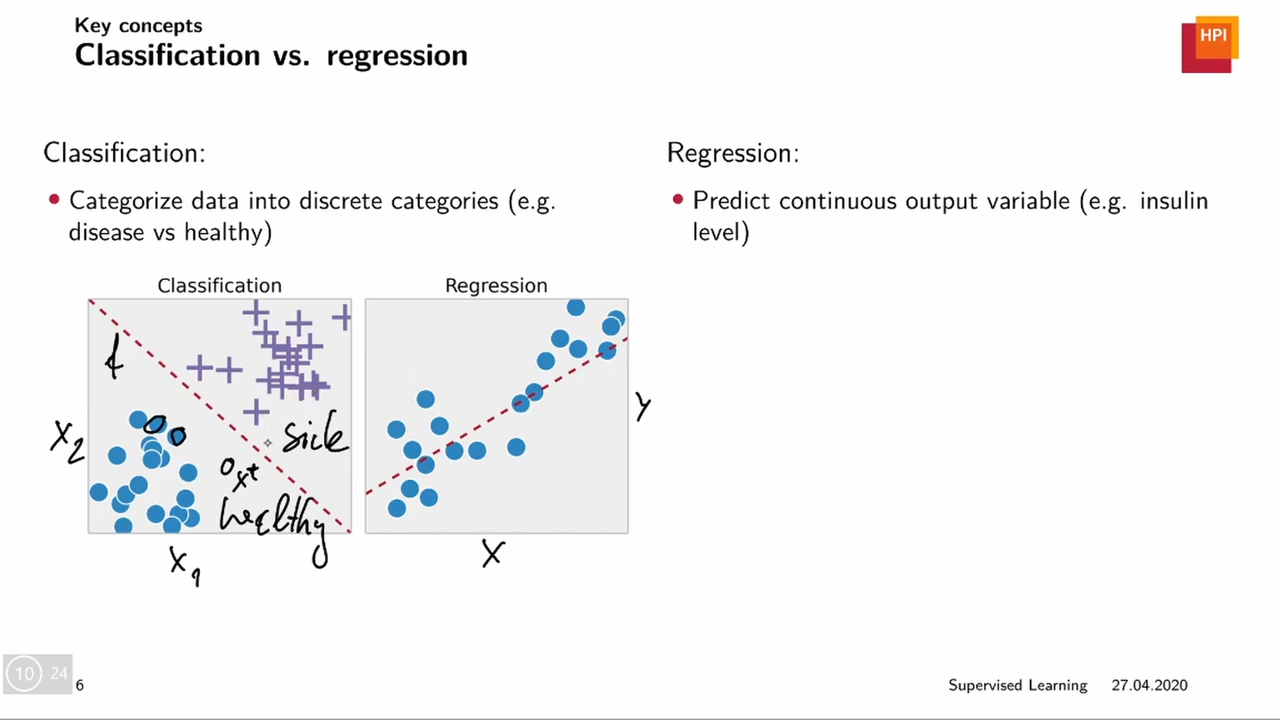 Key concepts
Classification vs. regression
HPI
Classification:
• Categorize data into discrete categories (e.g.
disease vs healthy)
Regression:
• Predict continuous output variable (e.g. insulin
level)
Classification
Regression
f
x₂
sick
x*
healthy
x₁
y
x
10 24
6
Supervised Learning 27.04.2020